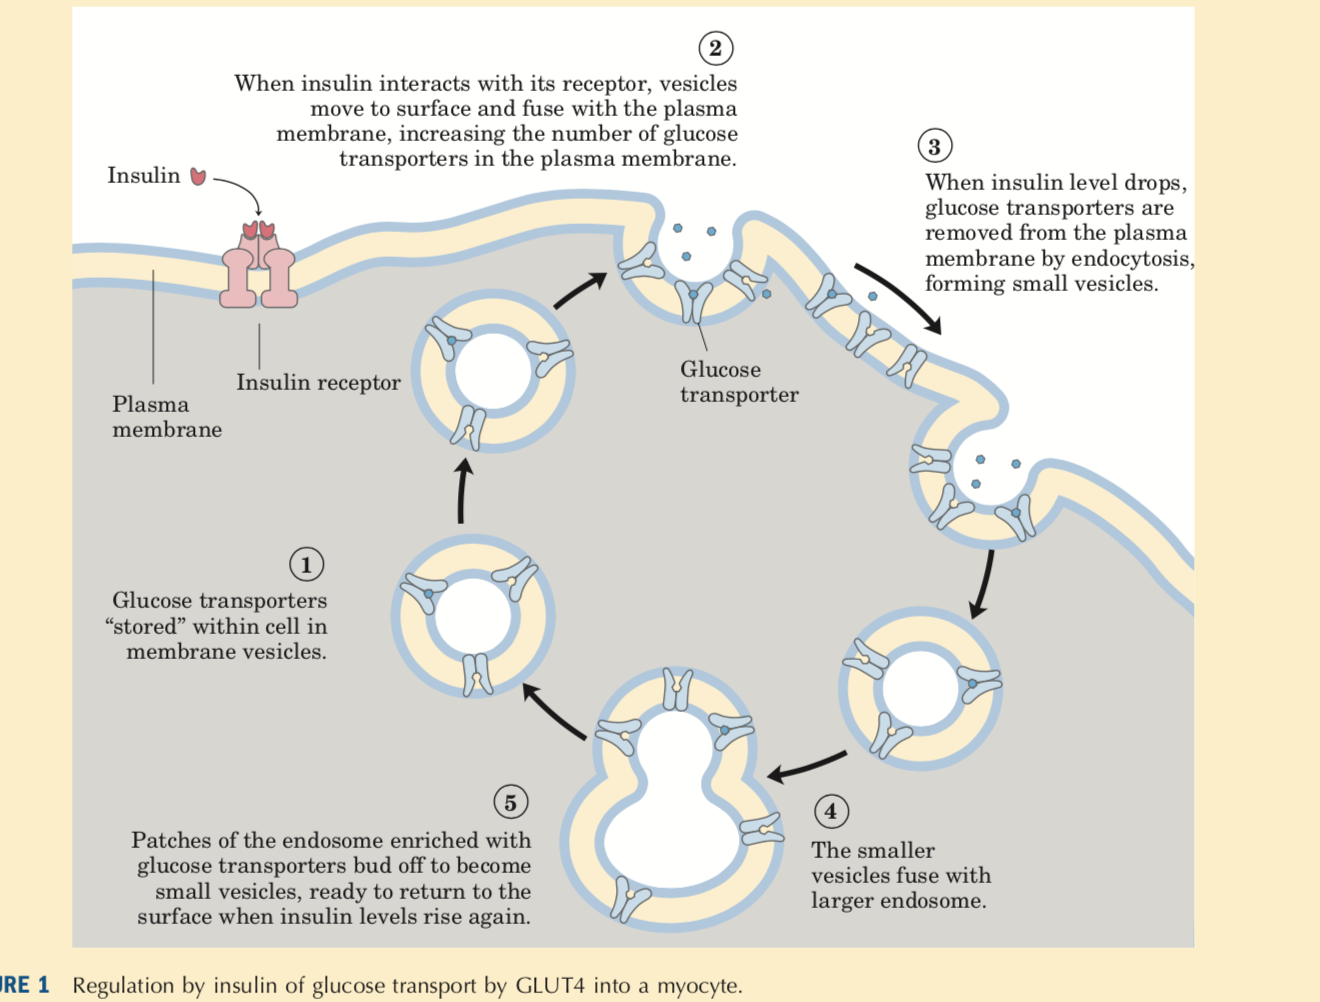 2
When insulin interacts with its receptor, vesicles
move to surface and fuse with the plasma
membrane, increasing the number of glucose
transporters in the plasma membrane.
3
When insulin level drops,
glucose transporters are
removed from the plasma
membrane by endocytosis,
forming small vesicles.
Insulin
Insulin receptor
Plasma
membrane
Glucose
transporter
1
Glucose transporters
“stored” within cell in
membrane vesicles.
5
Patches of the endosome enriched with
glucose transporters bud off to become
small vesicles, ready to return to the
surface when insulin levels rise again.
4
The smaller
vesicles fuse with
larger endosome.
URE 1 Regulation by insulin of glucose transport by GLUT4 into a myocyte.